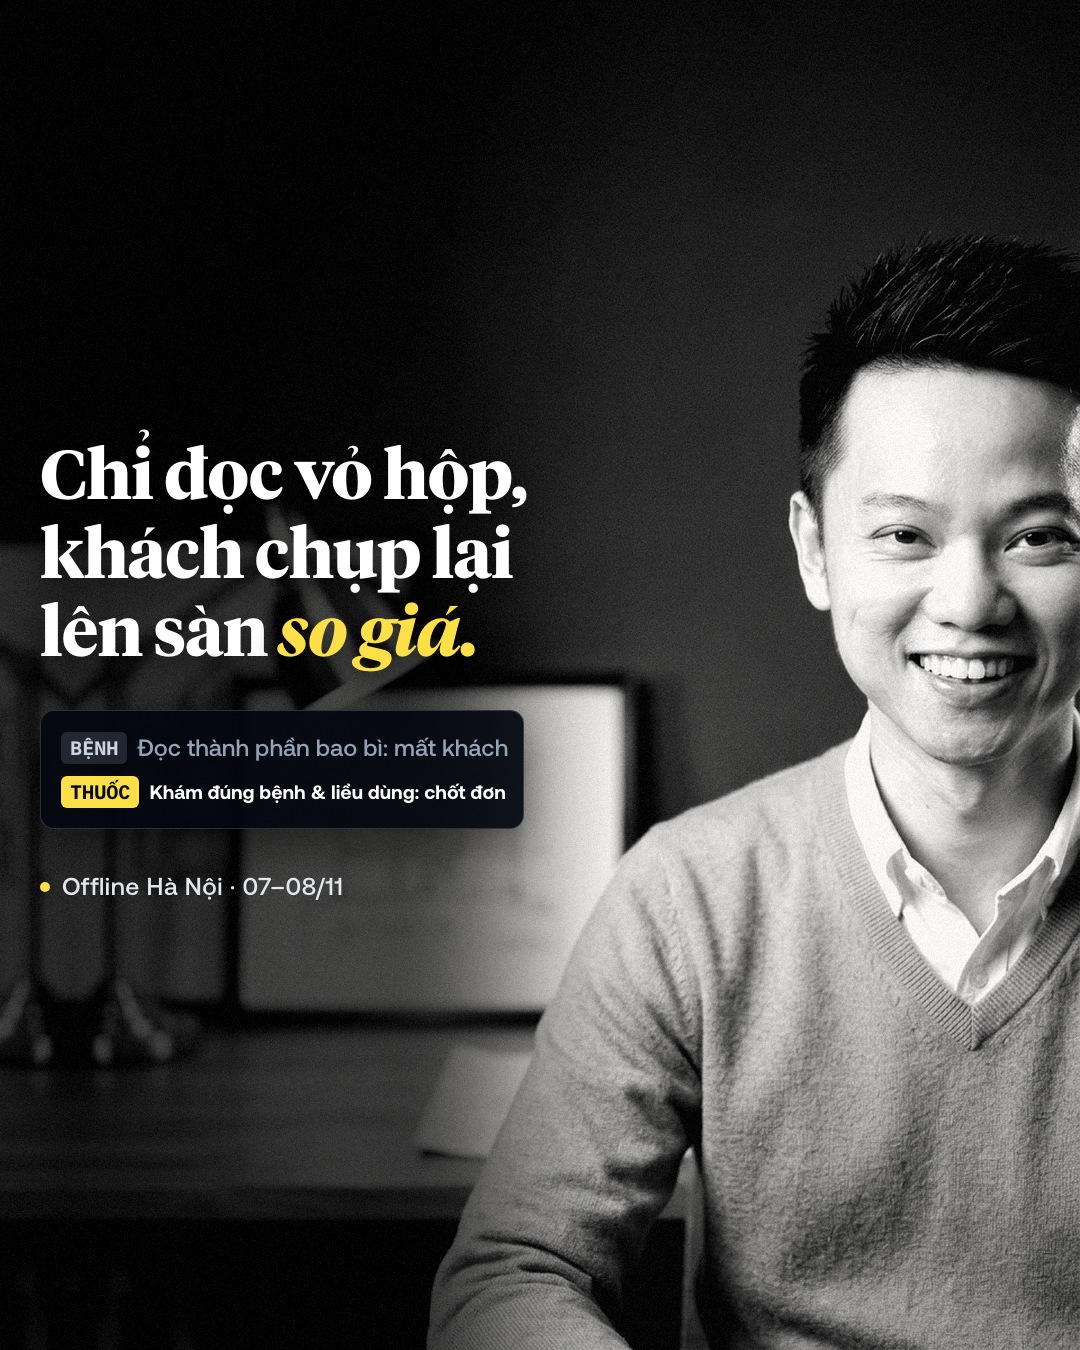 Chỉ đọc vỏ hộp,
khách chụp lại
lên sàn so giá.
BỆNH Đọc thành phần bao bì: mất khách
THUỐC Khám đúng bệnh & liều dùng: chốt đơn
Offline Hà Nội · 07–08/11